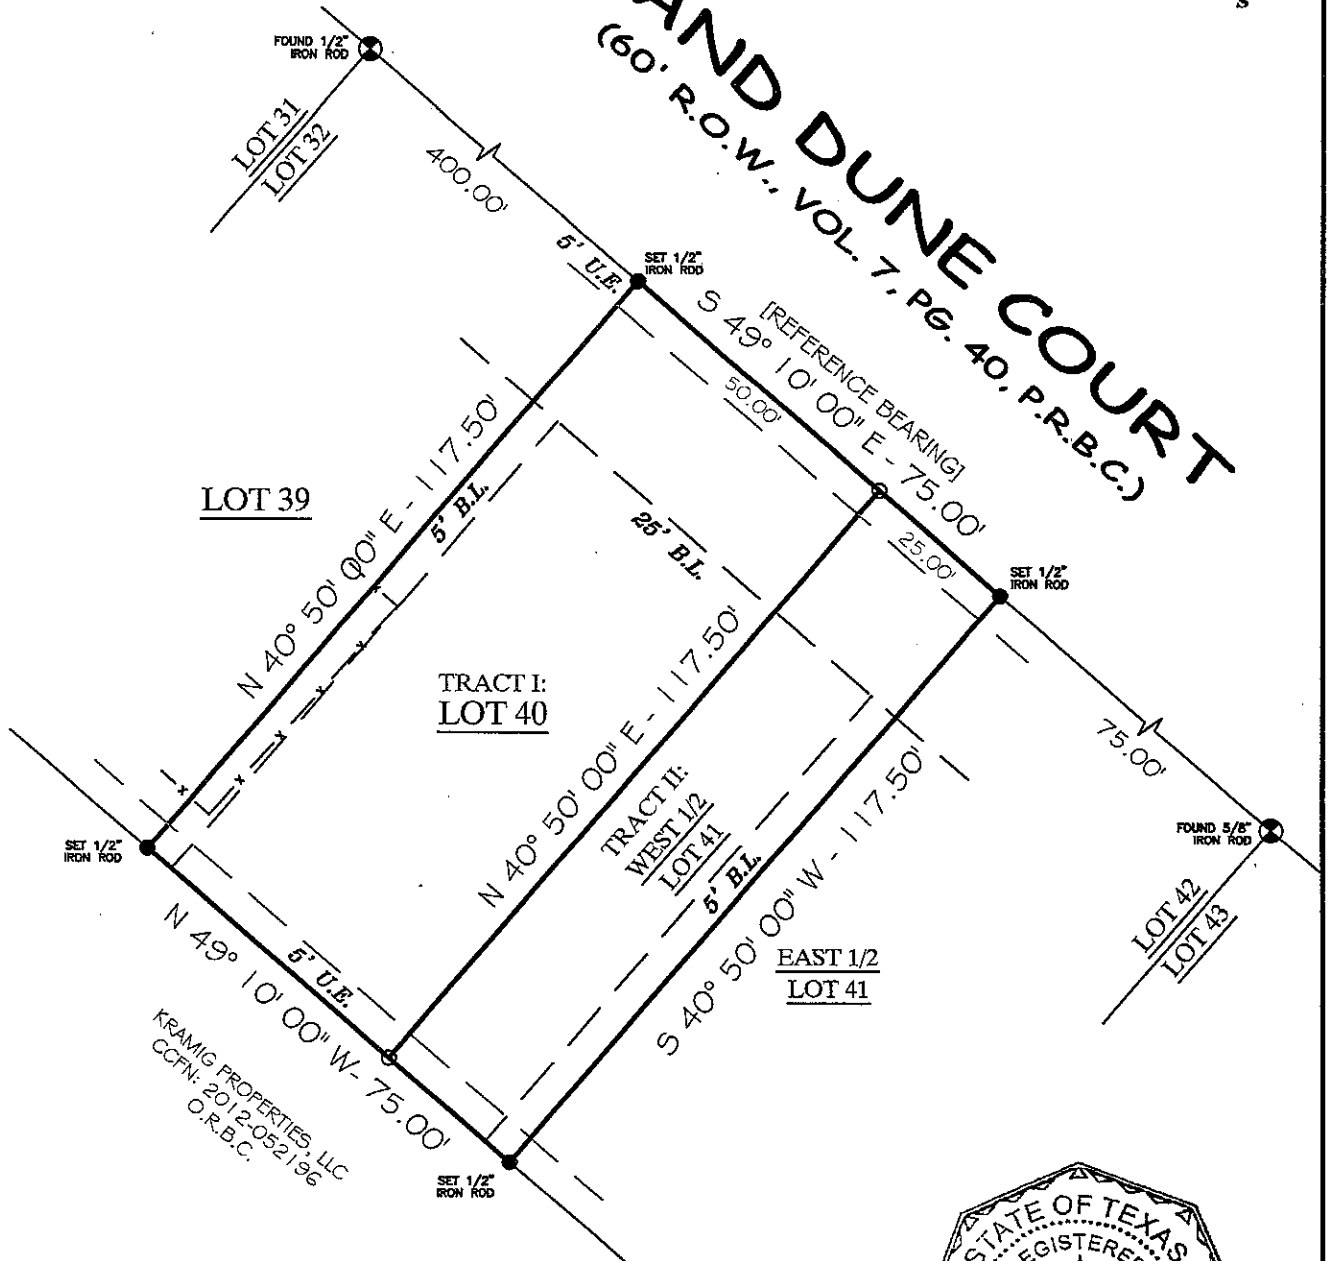 S
AND DUNE COURT
(60' R.O.W., VOL. 7, PG. 40, P.R.B.C.)
FOUND 1/2"
IRON ROD
LOT 31
LOT 32
400.00'
5' U.E.
SET 1/2"
IRON ROD
[REFERENCE BEARING]
S 49° 10' 00" E - 75.00'
50.00'
25.00'
SET 1/2"
IRON ROD
LOT 39
N 40° 50' 00" E - 117.50'
5' B.L.
25' B.L.
TRACT I:
LOT 40
N 40° 50' 00" E - 117.50'
TRACT II:
WEST 1/2
LOT 41
5' B.L.
S 40° 50' 00" W - 117.50'
75.00'
FOUND 5/8"
IRON ROD
LOT 42
LOT 43
EAST 1/2
LOT 41
SET 1/2"
IRON ROD
5' U.E.
N 49° 10' 00" W - 75.00'
KRAMIG PROPERTIES, LLC
CCFN: 2012-052196
O.R.B.C.
SET 1/2"
IRON ROD
STATE OF TEXAS
REGISTERED